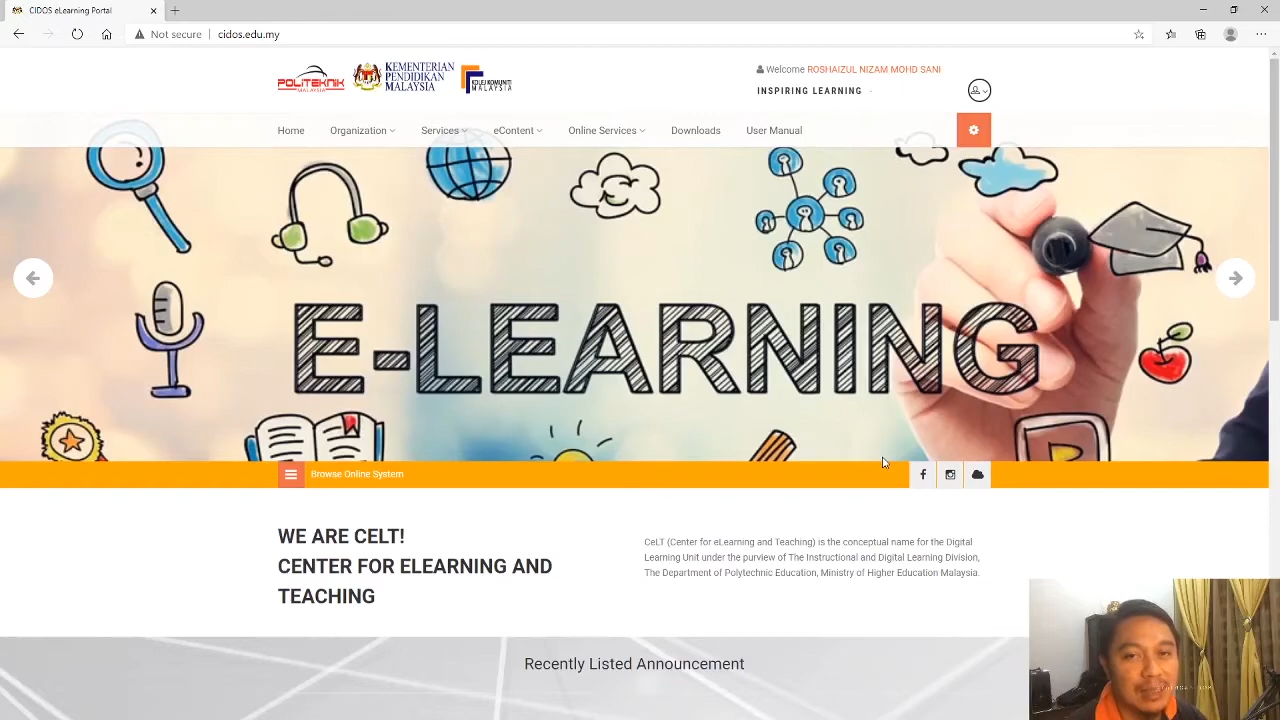 CIDOS eLearning Portal
Not secure
cidos.edu.my
POLITEKNIK
MALAYSIA
KEMENTERIAN
PENDIDIKAN
MALAYSIA
KOLEJ KOMUNITI
MALAYSIA
Welcome ROSHAIZUL NIZAM MOHD SANI
INSPIRING LEARNING -
Home
Organization
Services
eContent
Online Services
Downloads
User Manual
E-LEARNING
Browse Online System
WE ARE CELT!
CENTER FOR ELEARNING AND
TEACHING
CeLT (Center for eLearning and Teaching) is the conceptual name for the Digital
Learning Unit under the purview of The Instructional and Digital Learning Division,
The Department of Polytechnic Education, Ministry of Higher Education Malaysia.
Recently Listed Announcement